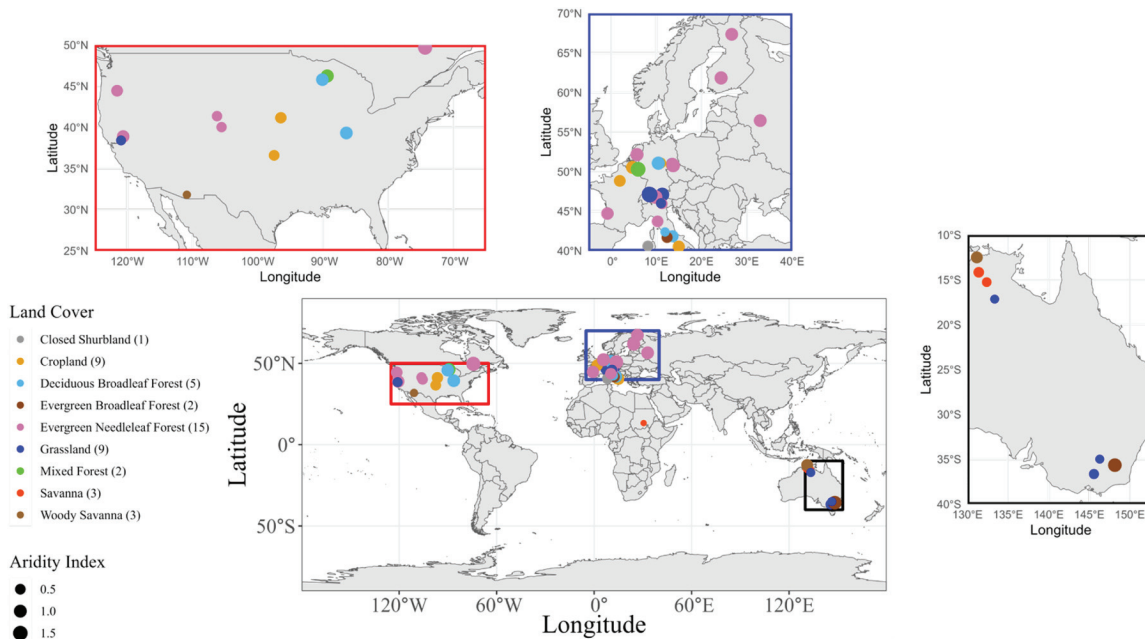 50°N
45°N
40°N
35°N
30°N
25°N
Latitude
120°W
110°W
100°W
90°W
80°W
70°W
Longitude
70°N
65°N
60°N
55°N
50°N
45°N
40°N
Latitude
0°
10°E
20°E
30°E
40°E
Longitude
10°S
15°S
20°S
25°S
30°S
35°S
40°S
Latitude
130°E
135°E
140°E
145°E
150°E
Longitude
Land Cover
Closed Shurbland (1)
Cropland (9)
Deciduous Broadleaf Forest (5)
Evergreen Broadleaf Forest (2)
Evergreen Needleleaf Forest (15)
Grassland (9)
Mixed Forest (2)
Savanna (3)
Woody Savanna (3)
Aridity Index
0.5
1.0
1.5
50°N
0°
50°S
Latitude
120°W
60°W
0°
60°E
120°E
Longitude